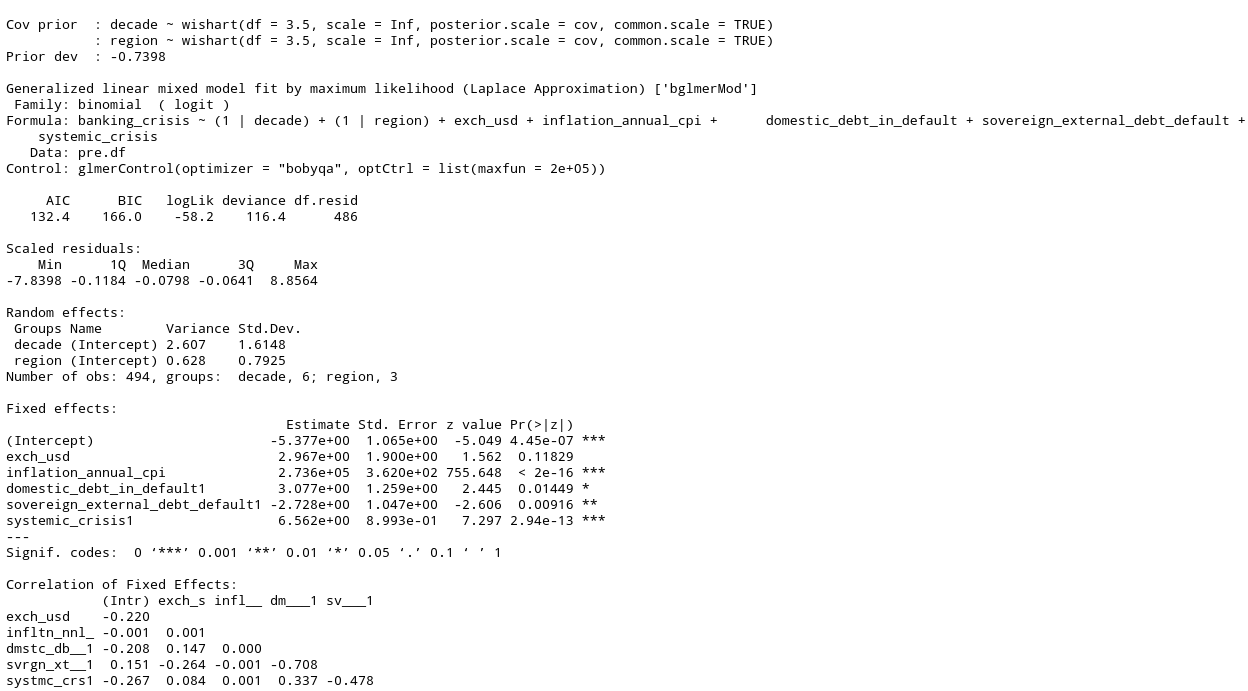 Cov prior  : decade ~ wishart(df = 3.5, scale = Inf, posterior.scale = cov, common.scale = TRUE)
           : region ~ wishart(df = 3.5, scale = Inf, posterior.scale = cov, common.scale = TRUE)
Prior dev  : -0.7398

Generalized linear mixed model fit by maximum likelihood (Laplace Approximation) ['bglmerMod']
 Family: binomial  ( logit )
Formula: banking_crisis ~ (1 | decade) + (1 | region) + exch_usd + inflation_annual_cpi +      domestic_debt_in_default + sovereign_external_debt_default +
    systemic_crisis
   Data: pre.df
Control: glmerControl(optimizer = "bobyqa", optCtrl = list(maxfun = 2e+05))

     AIC      BIC   logLik deviance df.resid
   132.4    166.0    -58.2    116.4      486

Scaled residuals:
    Min      1Q  Median      3Q     Max
-7.8398 -0.1184 -0.0798 -0.0641  8.8564

Random effects:
 Groups Name        Variance Std.Dev.
 decade (Intercept) 2.607    1.6148
 region (Intercept) 0.628    0.7925
Number of obs: 494, groups:  decade, 6; region, 3

Fixed effects:
                                   Estimate Std. Error z value Pr(>|z|)
(Intercept)                      -5.377e+00  1.065e+00  -5.049 4.45e-07 ***
exch_usd                          2.967e+00  1.900e+00   1.562  0.11829
inflation_annual_cpi              2.736e+05  3.620e+02 755.648  < 2e-16 ***
domestic_debt_in_default1         3.077e+00  1.259e+00   2.445  0.01449 *
sovereign_external_debt_default1 -2.728e+00  1.047e+00  -2.606  0.00916 **
systemic_crisis1                  6.562e+00  8.993e-01   7.297 2.94e-13 ***
---
Signif. codes:  0 ‘***’ 0.001 ‘**’ 0.01 ‘*’ 0.05 ‘.’ 0.1 ‘ ’ 1

Correlation of Fixed Effects:
            (Intr) exch_s infl__ dm___1 sv___1
exch_usd    -0.220
infltn_nnl_ -0.001  0.001
dmstc_db__1 -0.208  0.147  0.000
svrgn_xt__1  0.151 -0.264 -0.001 -0.708
systmc_crs1 -0.267  0.084  0.001  0.337 -0.478